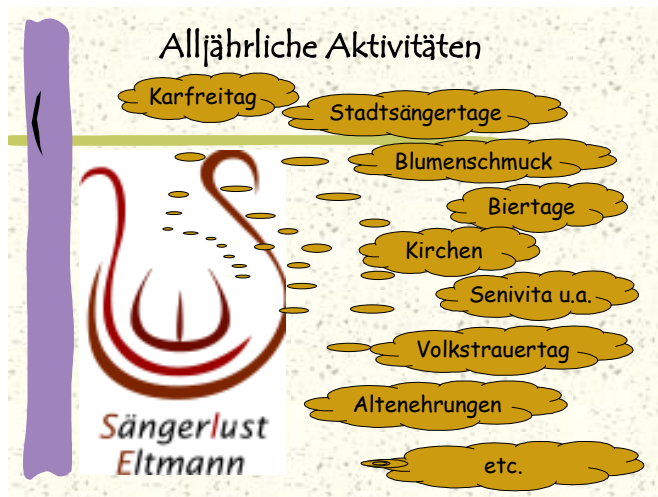 Alljährliche Aktivitäten
Karfreitag
Stadtsängertage
Blumenschmuck
Biertage
Kirchen
Senivita u.a.
Volkstrauertag
Altenehrungen
etc.
Sängerlust
Eltmann